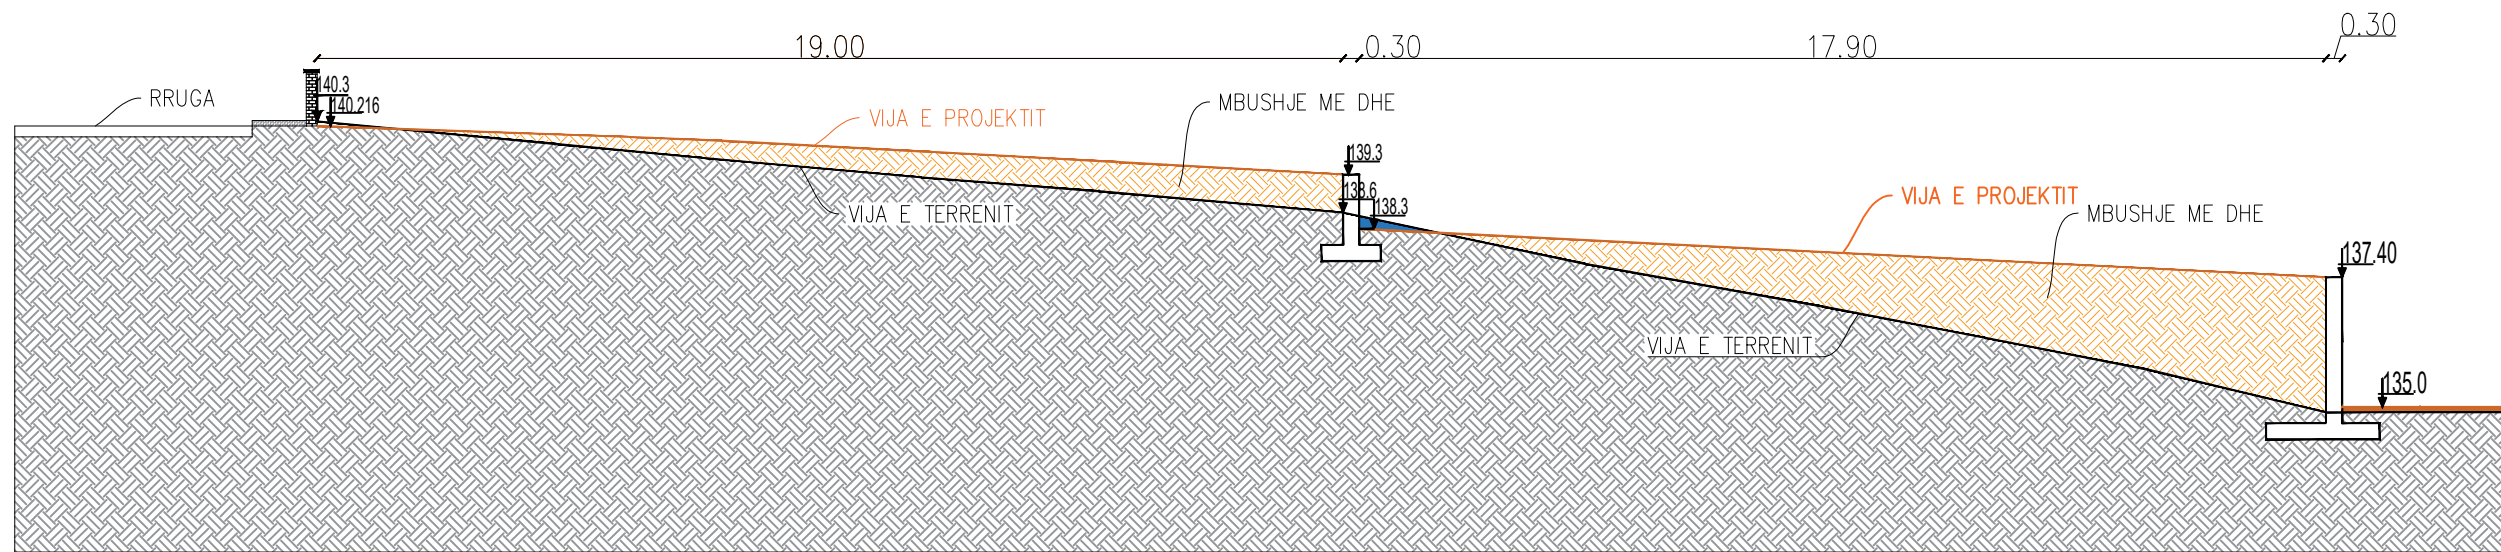 19.00
0.30
17.90
0.30
140.3
140.216
RRUGA
VIJA E PROJEKTIT
MBUSHJE ME DHE
139.3
138.6
138.3
VIJA E TERRENIT
VIJA E PROJEKTIT
MBUSHJE ME DHE
137.40
VIJA E TERRENIT
135.0